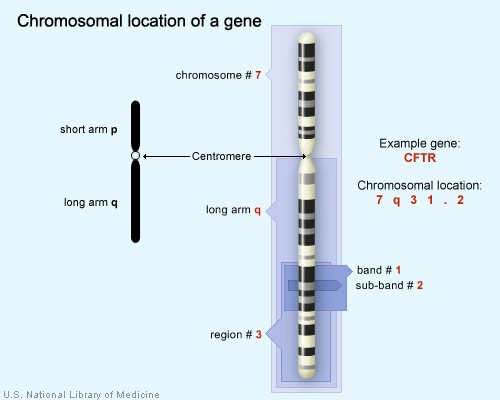 Chromosomal location of a gene
chromosome # 7
short arm p
Centromere
Example gene:
CFTR
Chromosomal location:
7 q 3 1 . 2
long arm q
long arm q
band # 1
sub-band # 2
region # 3
U.S. National Library of Medicine